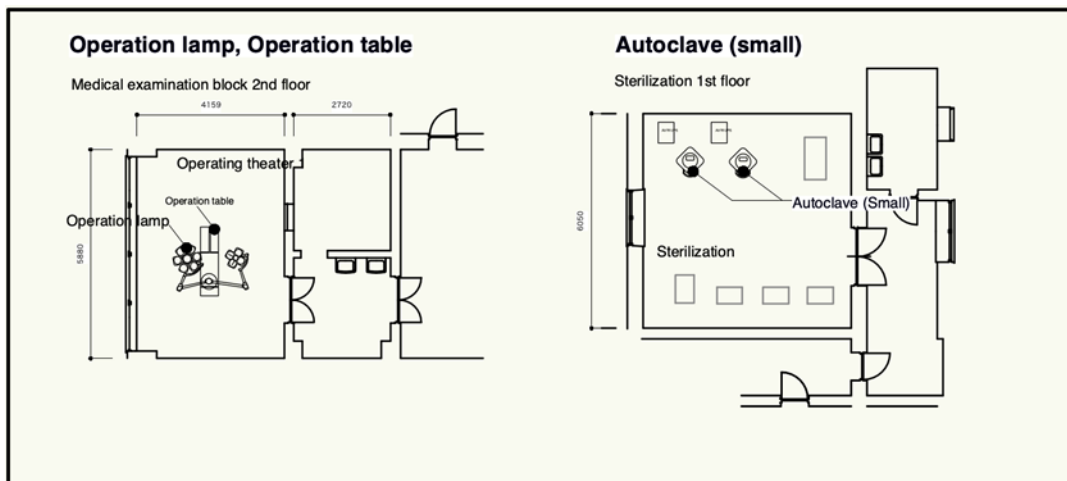 Operation lamp, Operation table
Medical examination block 2nd floor
4159
2720
5880
Operating theater
Operation table
Operation lamp
Autoclave (small)
Sterilization 1st floor
6050
Autoclave (Small)
Sterilization